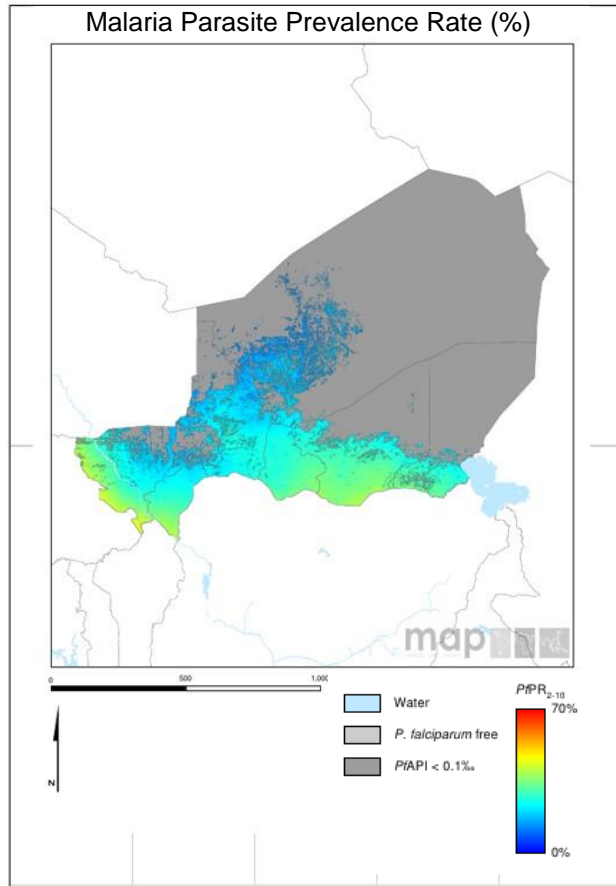 Malaria Parasite Prevalence Rate (%)
map
0 500 1,000
N
Water
P. falciparum free
PfAPI < 0.1‰
PfPR2-10
70%
0%